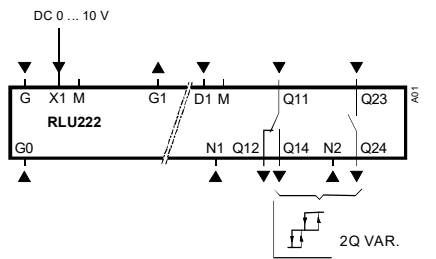 DC 0 ... 10 V
G X1 M G1 D1 M Q11 Q23
A01
RLU222
G0 N1 Q12 Q14 N2 Q24
2Q VAR.